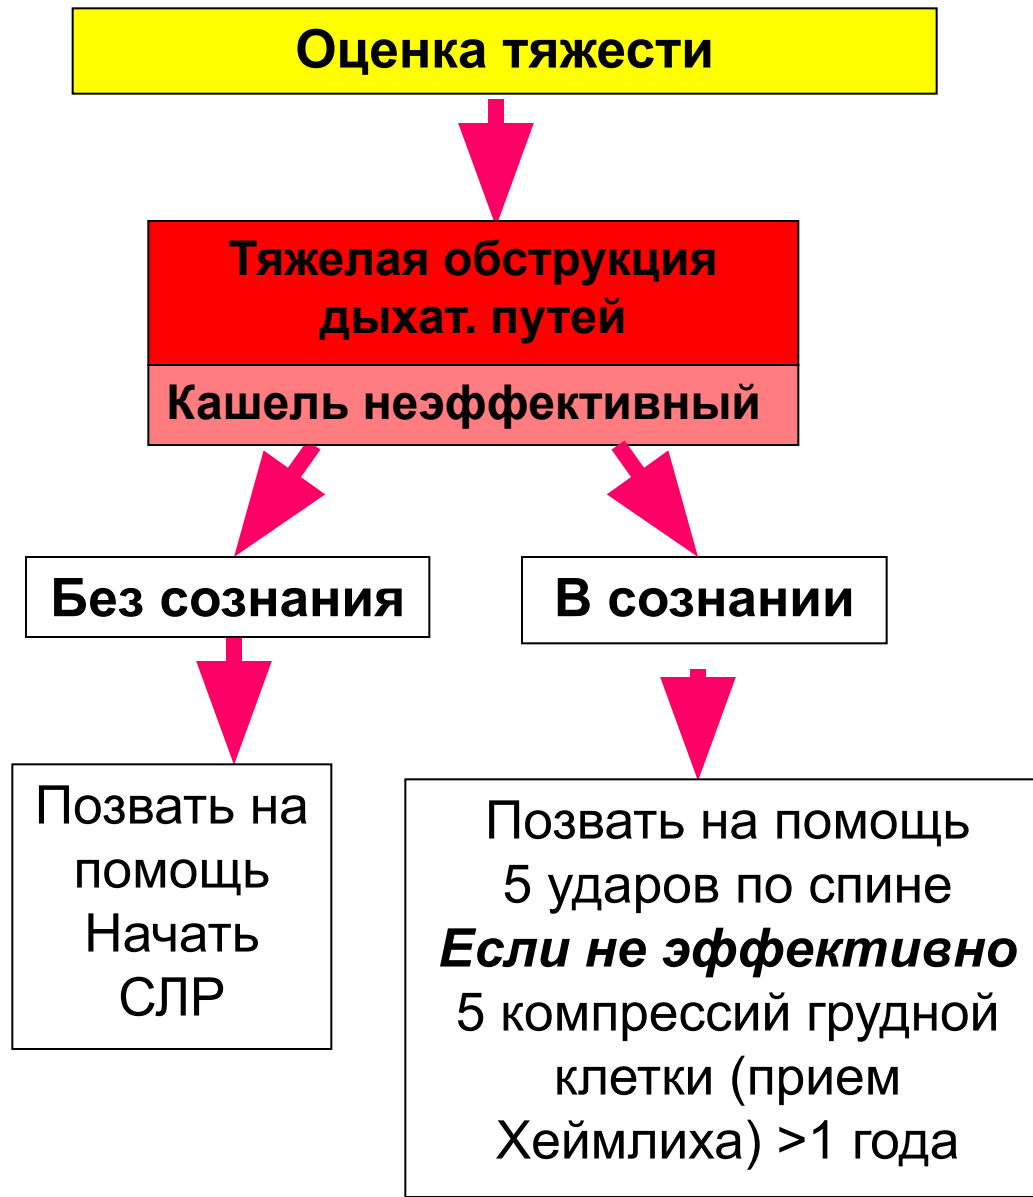 Оценка тяжести
Тяжелая обструкция
дыхат. путей
Кашель неэффективный
Без сознания
В сознании
Позвать на
помощь
Начать
СЛР
Позвать на помощь
5 ударов по спине
Если не эффективно
5 компрессий грудной
клетки (прием
Хеймлиха) >1 года